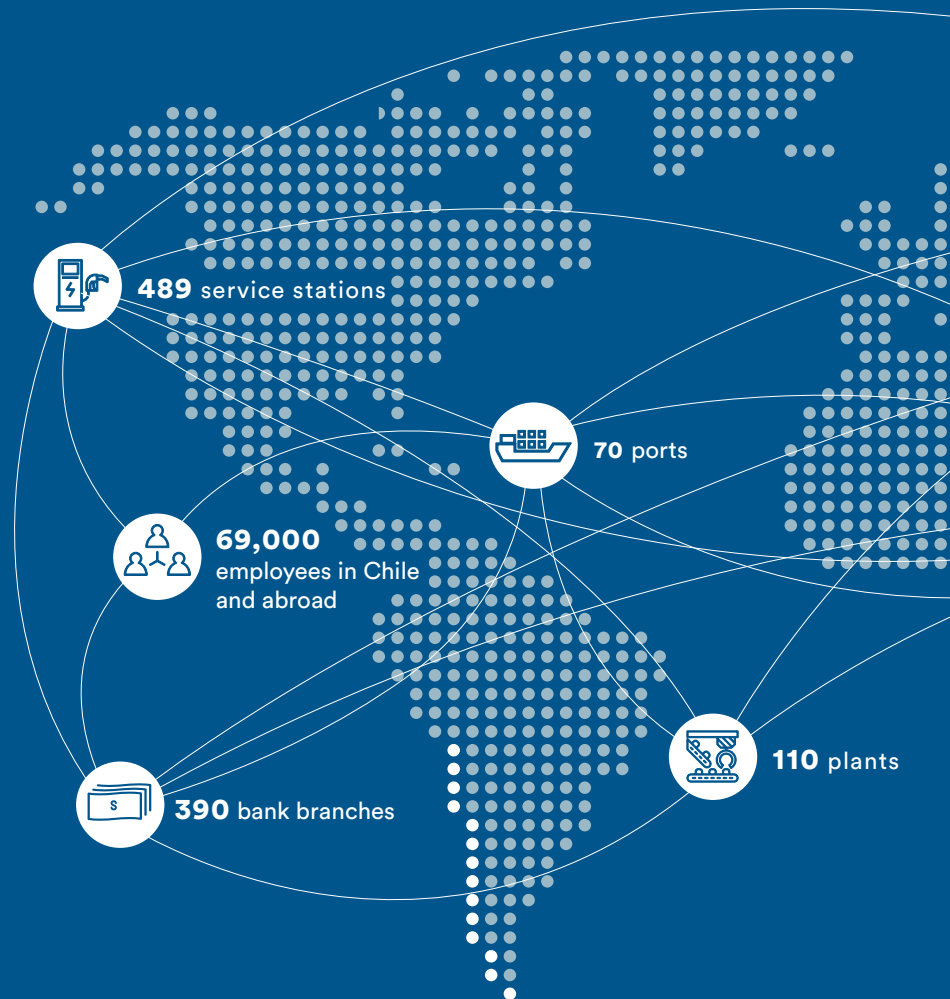 489 service stations
70 ports
69,000
employees in Chile
and abroad
110 plants
$
390 bank branches